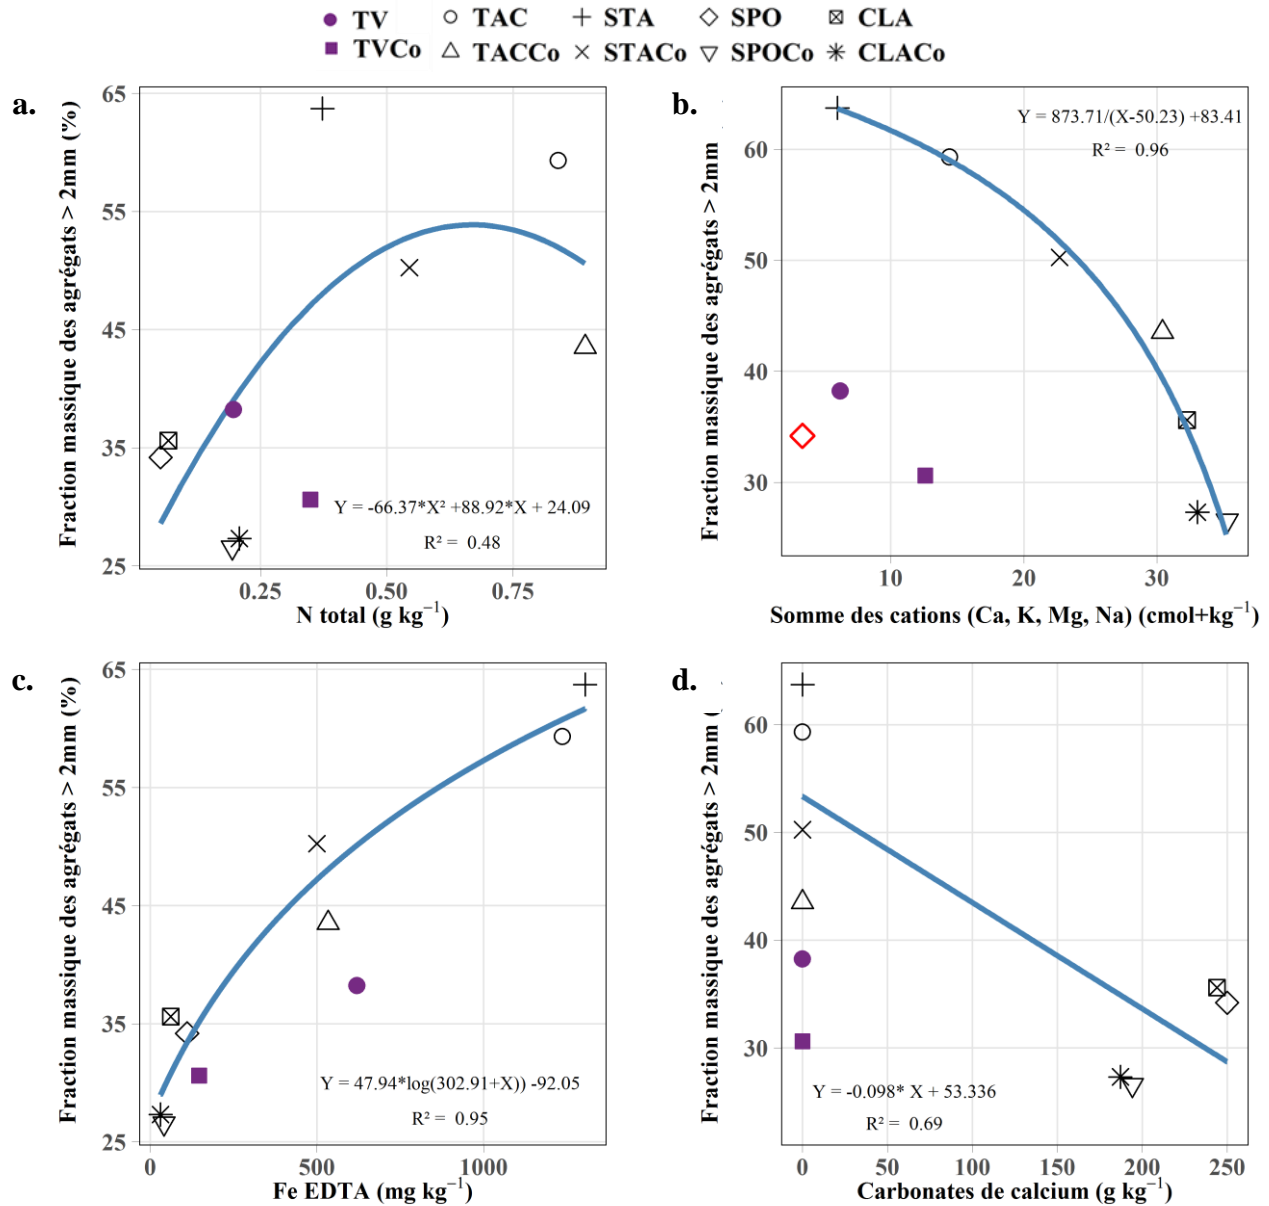 TV TAC STA SPO CLA
TVCo TACCo STACo SPOCo CLACo
a.
Fraction massique des agrégats > 2mm (%)
65
55
45
35
25
Y = -66.37*X² +88.92*X + 24.09
R² = 0.48
0.25 0.50 0.75
N total (g kg⁻¹)
b.
Fraction massique des agrégats > 2mm
60
50
40
30
Y = 873.71/(X-50.23) +83.41
R² = 0.96
10 20 30
Somme des cations (Ca, K, Mg, Na) (cmol+kg⁻¹)
c.
Fraction massique des agrégats > 2mm (%)
65
55
45
35
25
Y = 47.94*log(302.91+X)) -92.05
R² = 0.95
0 500 1000
Fe EDTA (mg kg⁻¹)
d.
Fraction massique des agrégats > 2mm (
60
50
40
30
Y = -0.098* X + 53.336
R² = 0.69
0 50 100 150 200 250
Carbonates de calcium (g kg⁻¹)